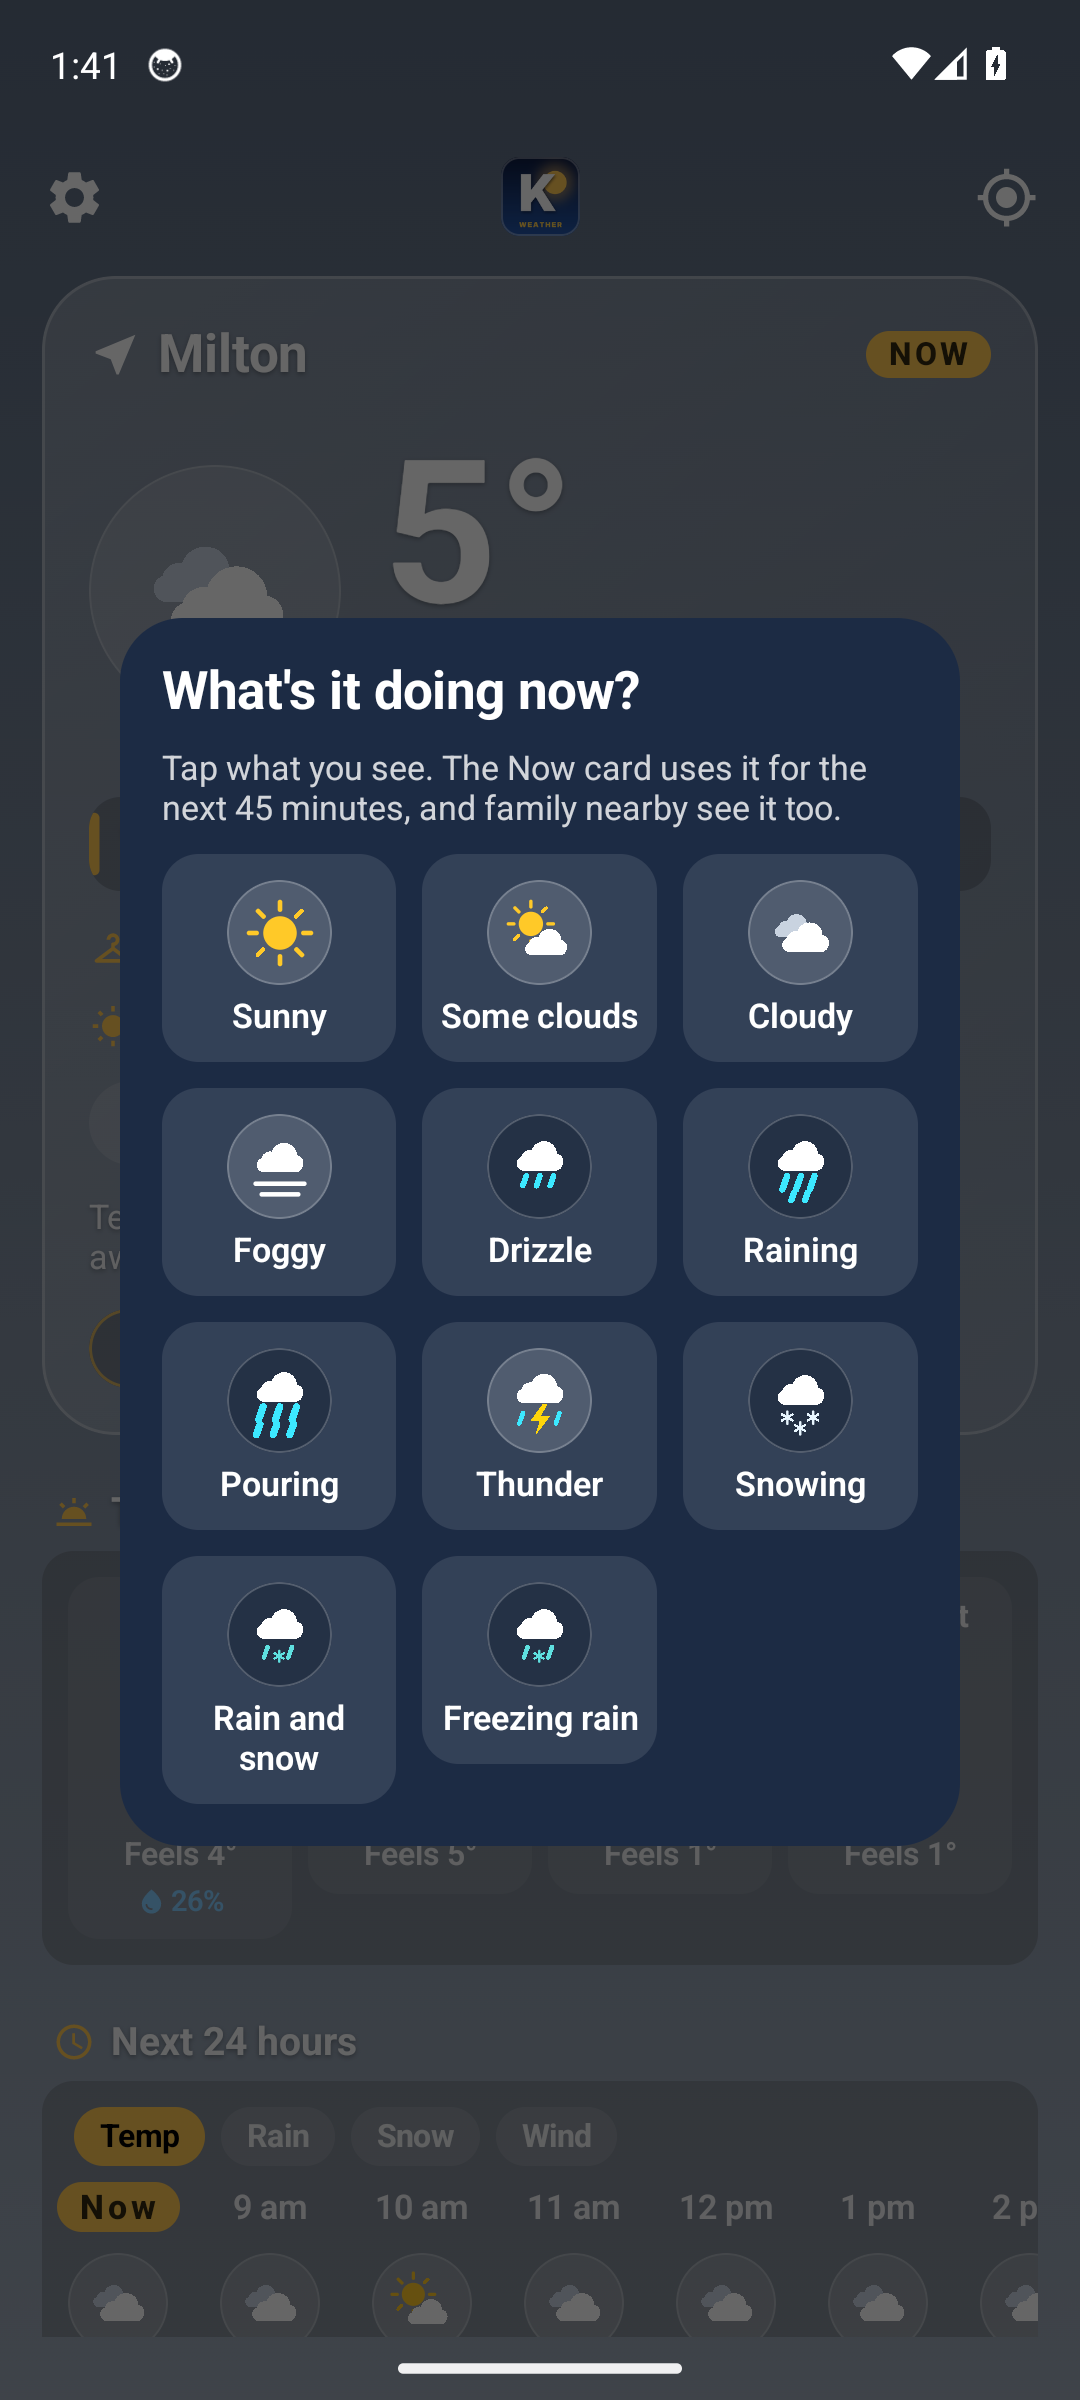 1:41
K
WEATHER
Milton
NOW
5°
What's it doing now?
Tap what you see. The Now card uses it for the
next 45 minutes, and family nearby see it too.
Sunny
Some clouds
Cloudy
Foggy
Drizzle
Raining
Pouring
Thunder
Snowing
Rain and
snow
Freezing rain
Feels 4°
Feels 5°
Feels 1°
Feels 1°
26%
Next 24 hours
Temp
Rain
Snow
Wind
Now
9 am
10 am
11 am
12 pm
1 pm
2 p